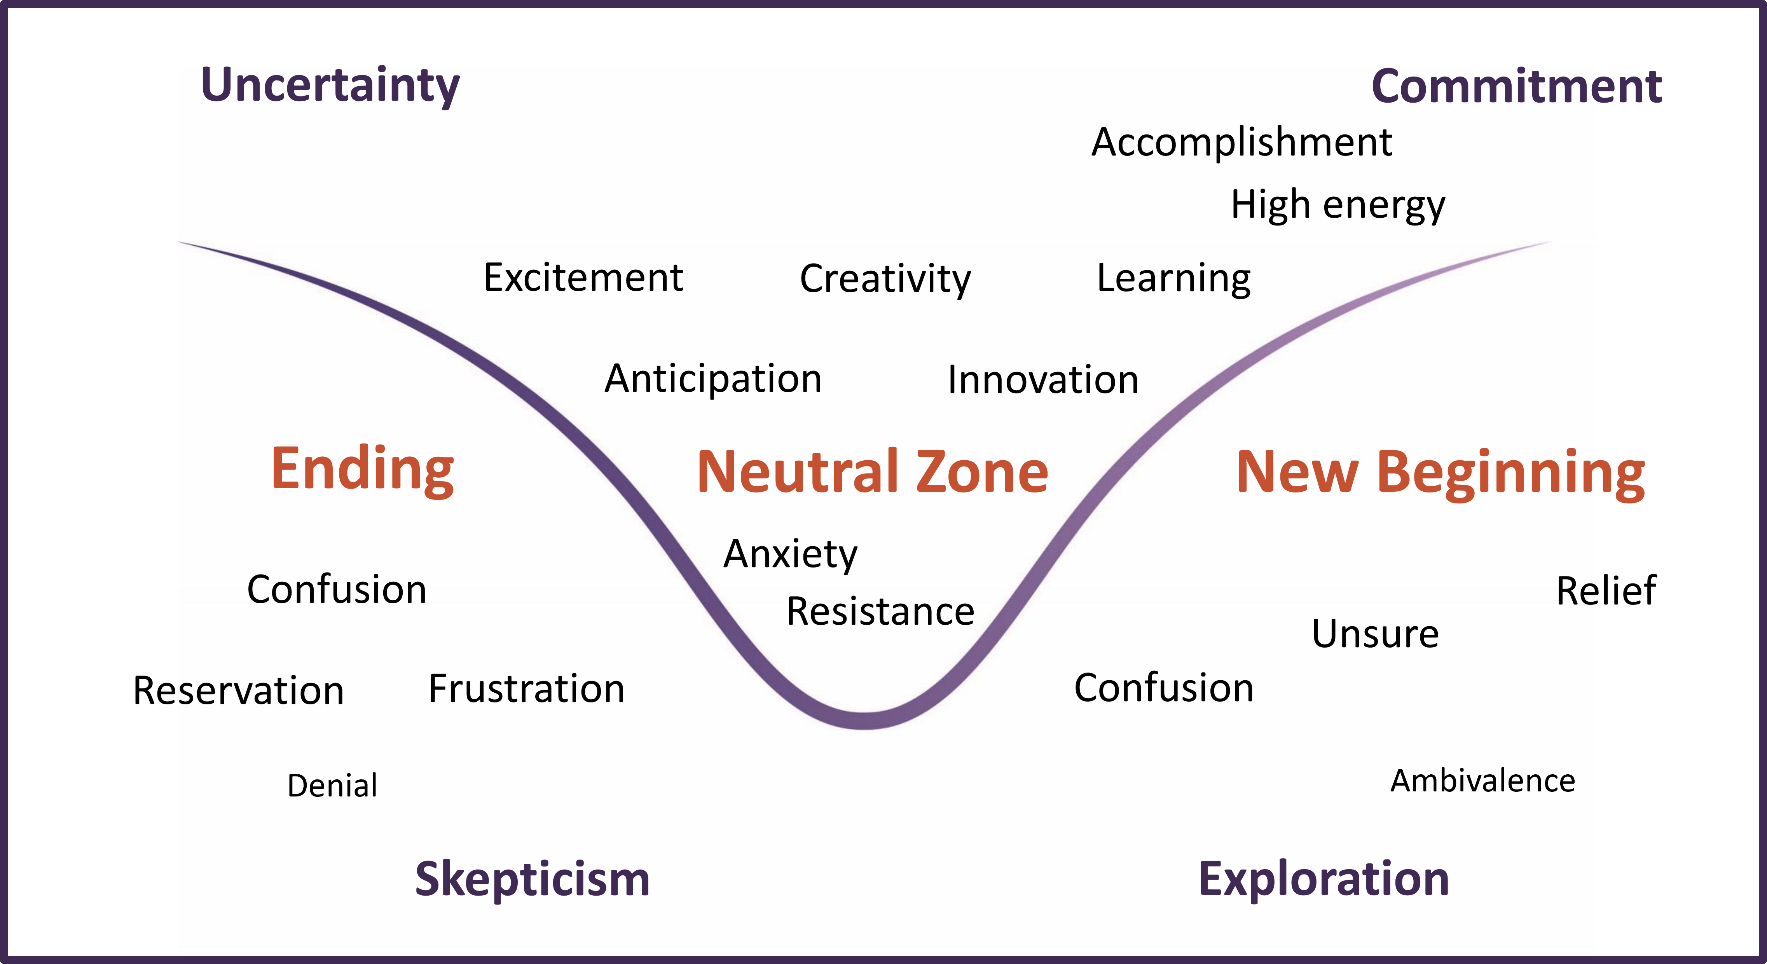 Uncertainty
Commitment
Accomplishment
High energy
Excitement
Creativity
Learning
Anticipation
Innovation
Ending
Neutral Zone
New Beginning
Anxiety
Resistance
Confusion
Relief
Unsure
Reservation
Frustration
Confusion
Denial
Ambivalence
Skepticism
Exploration